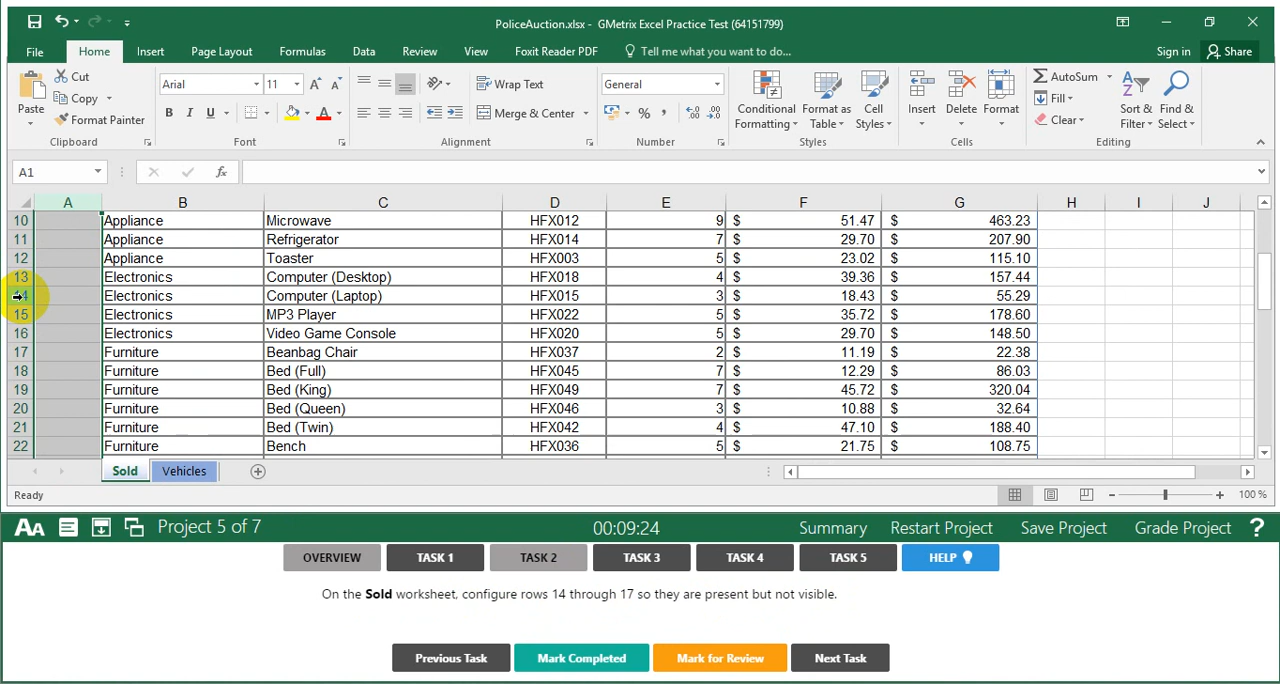 PoliceAuction.xlsx - GMetrix Excel Practice Test (64151799)
File Home Insert Page Layout Formulas Data Review View Foxit Reader PDF Tell me what you want to do... Sign in Share
Paste
Cut
Copy
Format Painter
Clipboard
Arial 11
B I U
Font
Wrap Text
Merge & Center
Alignment
General
Number
Conditional Formatting
Format as Table
Cell Styles
Styles
Insert Delete Format
Cells
AutoSum
Fill
Clear
Sort & Filter
Find & Select
Editing
A1 fx
A B C D E F G H I J
10 Appliance Microwave HFX012 9 $ 51.47 $ 463.23
11 Appliance Refrigerator HFX014 7 $ 29.70 $ 207.90
12 Appliance Toaster HFX003 5 $ 23.02 $ 115.10
13 Electronics Computer (Desktop) HFX018 4 $ 39.36 $ 157.44
14 Electronics Computer (Laptop) HFX015 3 $ 18.43 $ 55.29
15 Electronics MP3 Player HFX022 5 $ 35.72 $ 178.60
16 Electronics Video Game Console HFX020 5 $ 29.70 $ 148.50
17 Furniture Beanbag Chair HFX037 2 $ 11.19 $ 22.38
18 Furniture Bed (Full) HFX045 7 $ 12.29 $ 86.03
19 Furniture Bed (King) HFX049 7 $ 45.72 $ 320.04
20 Furniture Bed (Queen) HFX046 3 $ 10.88 $ 32.64
21 Furniture Bed (Twin) HFX042 4 $ 47.10 $ 188.40
22 Furniture Bench HFX036 5 $ 21.75 $ 108.75
Sold Vehicles
Ready 100 %
AA Project 5 of 7 00:09:24 Summary Restart Project Save Project Grade Project ?
OVERVIEW TASK 1 TASK 2 TASK 3 TASK 4 TASK 5 HELP
On the Sold worksheet, configure rows 14 through 17 so they are present but not visible.
Previous Task Mark Completed Mark for Review Next Task